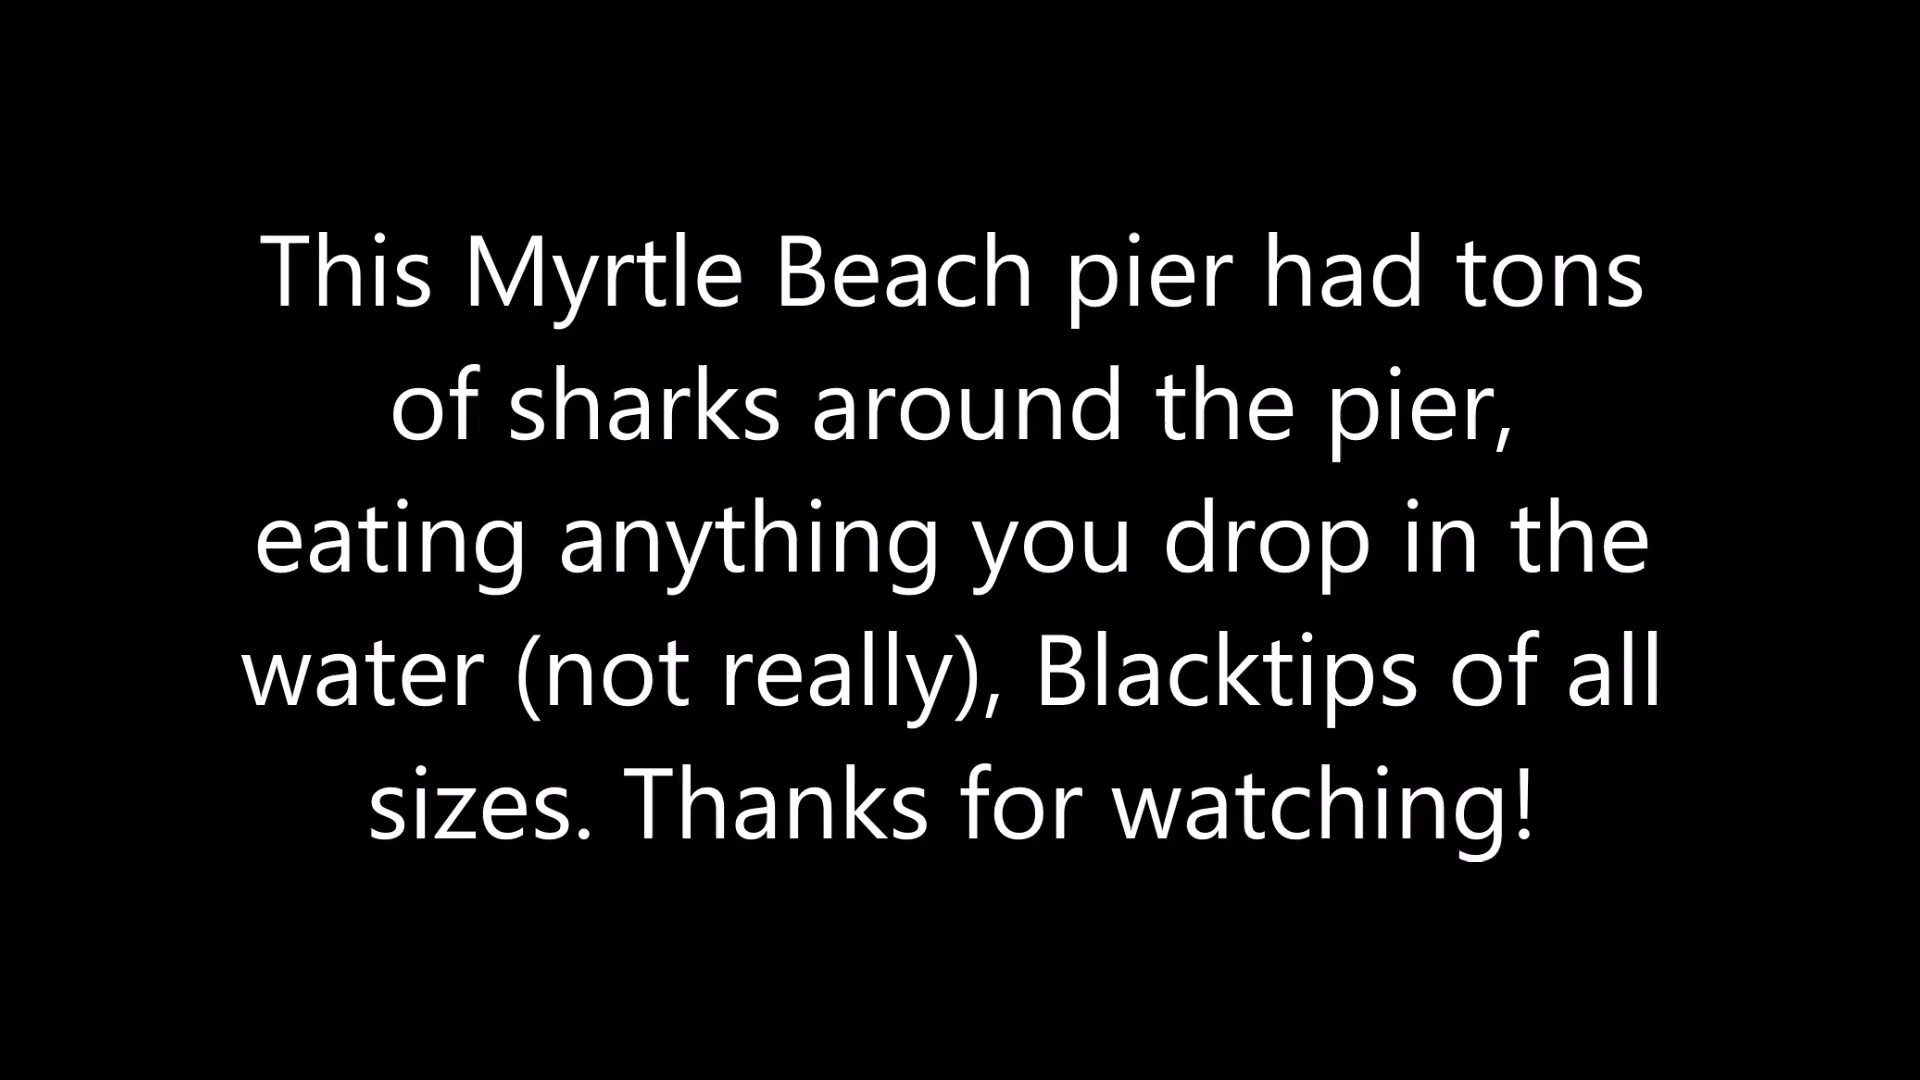 This Myrtle Beach pier had tons
of sharks around the pier,
eating anything you drop in the
water (not really), Blacktips of all
sizes. Thanks for watching!